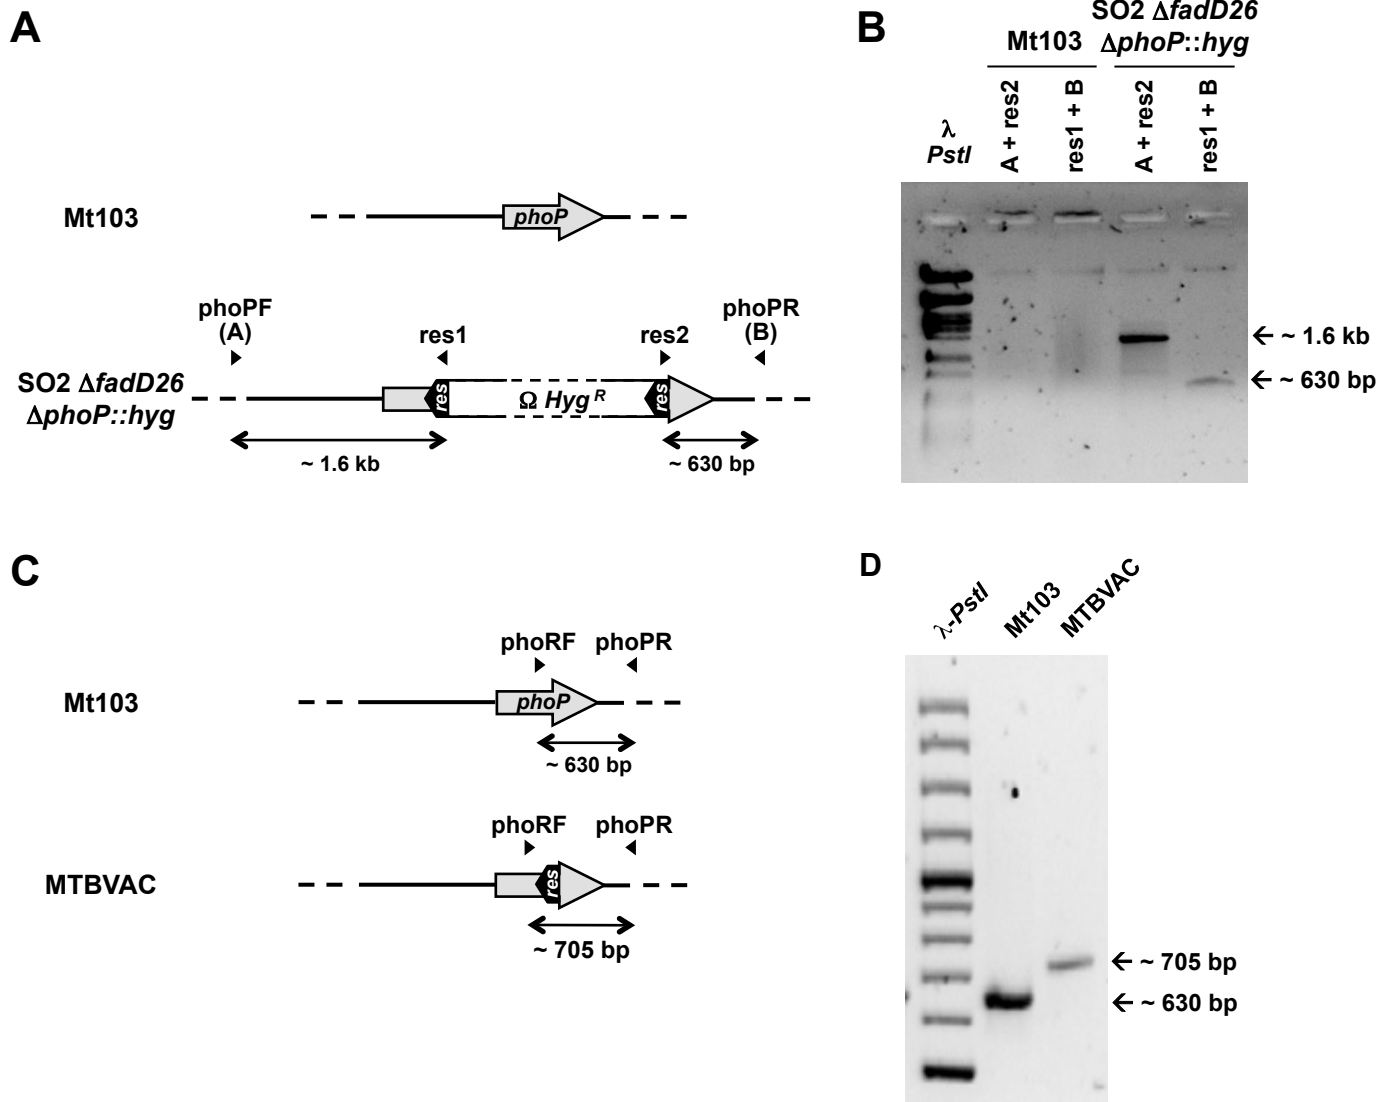 A
Mt103
phoP
phoPF
(A)
res1
res2
phoPR
(B)
SO2 ΔfadD26
ΔphoP::hyg
res
Ω Hyg R
res
~ 1.6 kb
~ 630 bp
B
Mt103
SO2 ΔfadD26
ΔphoP::hyg
λ
PstI
A + res2
res1 + B
A + res2
res1 + B
~ 1.6 kb
~ 630 bp
C
Mt103
phoRF
phoPR
phoP
~ 630 bp
MTBVAC
phoRF
phoPR
res
~ 705 bp
D
λ-PstI
Mt103
MTBVAC
~ 705 bp
~ 630 bp